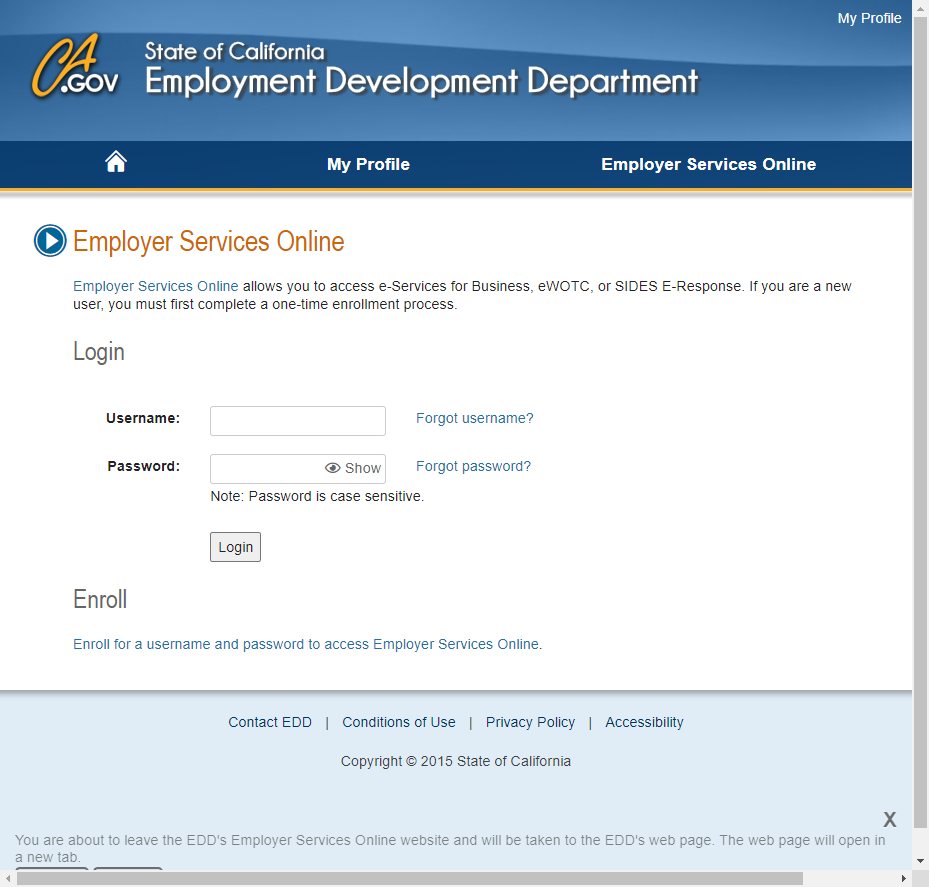 My Profile
CA.GOV
State of California
Employment Development Department
My Profile
Employer Services Online
Employer Services Online
Employer Services Online allows you to access e-Services for Business, eWOTC, or SIDES E-Response. If you are a new
user, you must first complete a one-time enrollment process.
Login
Username:
Forgot username?
Password:
Show
Forgot password?
Note: Password is case sensitive.
Login
Enroll
Enroll for a username and password to access Employer Services Online.
Contact EDD | Conditions of Use | Privacy Policy | Accessibility
Copyright © 2015 State of California
X
You are about to leave the EDD's Employer Services Online website and will be taken to the EDD's web page. The web page will open in
a new tab.